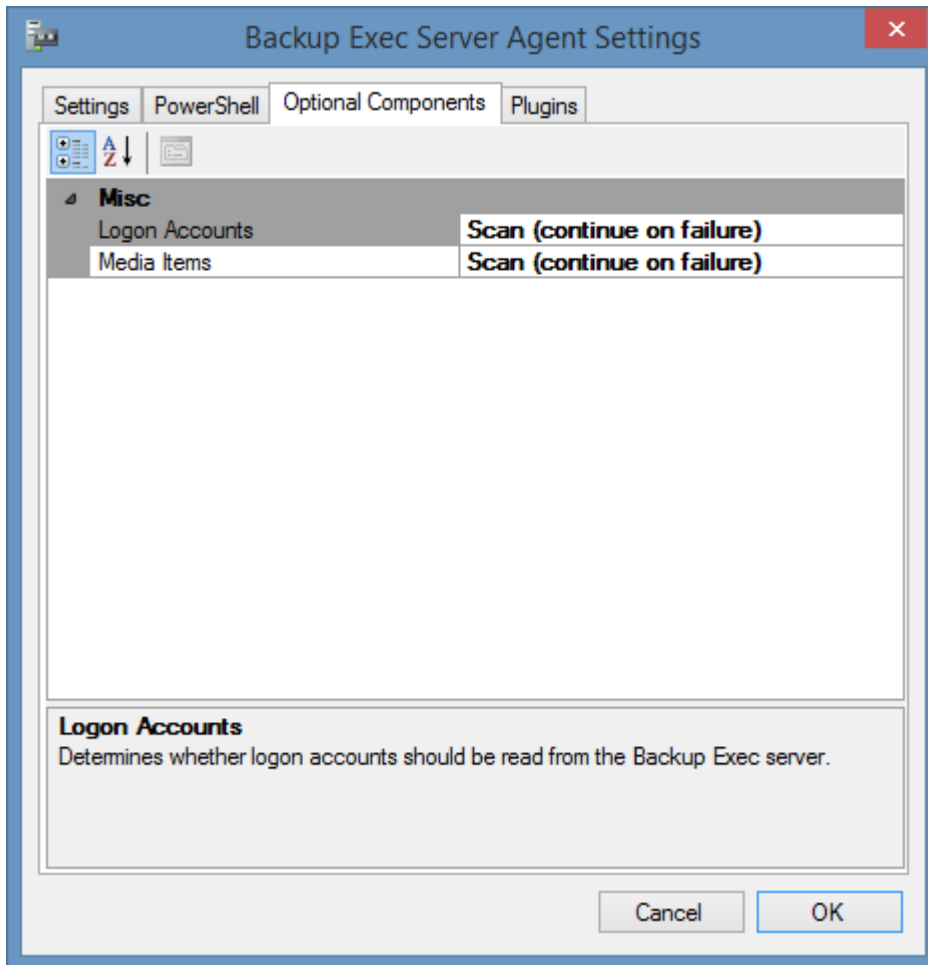 Backup Exec Server Agent Settings
Settings PowerShell Optional Components Plugins
A
Z
Misc
Logon Accounts Scan (continue on failure)
Media Items Scan (continue on failure)
Logon Accounts
Determines whether logon accounts should be read from the Backup Exec server.
Cancel OK